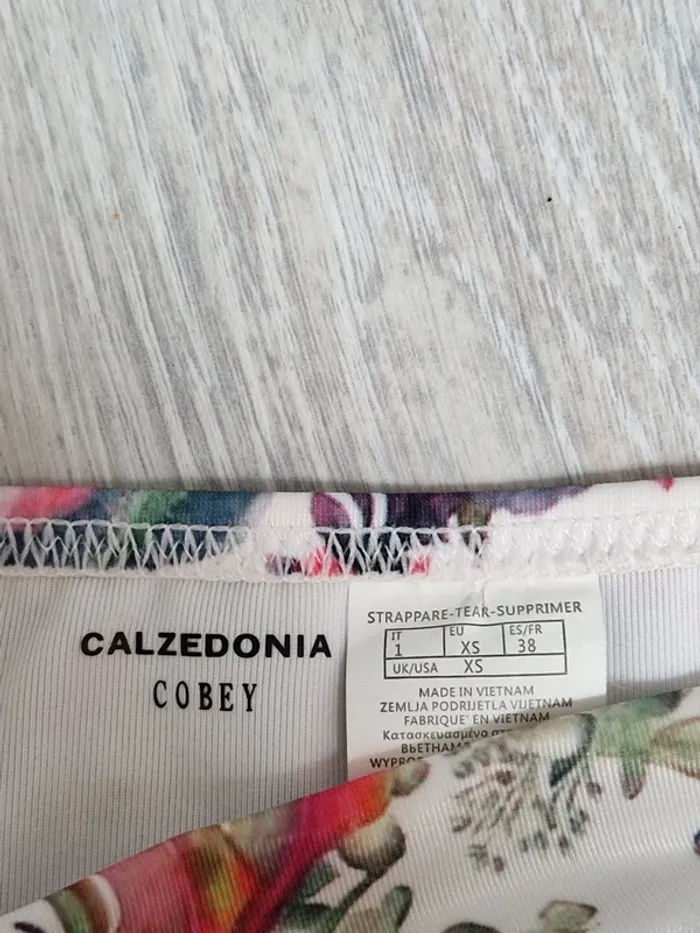 CALZEDONIA
COBEY
STRAPPARE-TEAR-SUPPRIMER
IT EU ES/FR
1 XS 38
UK/USA XS
MADE IN VIETNAM
ZEMLJA PODRIJETLA VIJETNAM
FABRIQUE' EN VIETNAM
Κατασκευασμένο